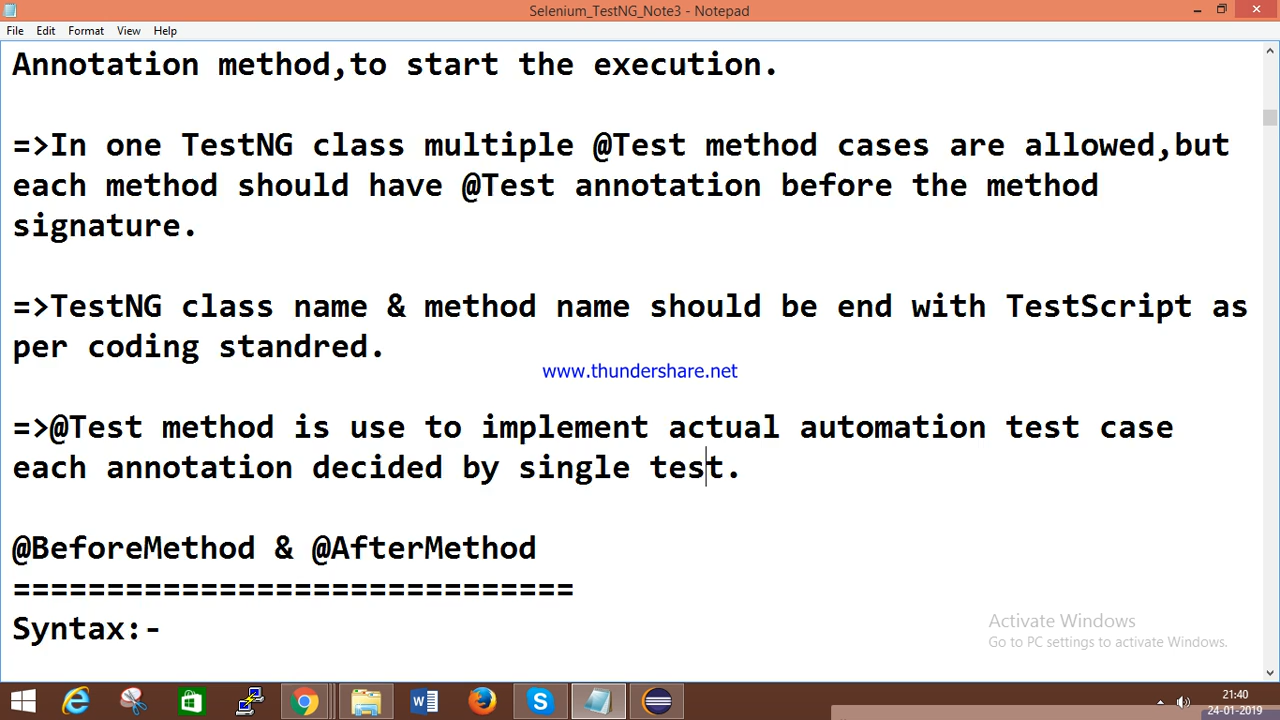 Selenium_TestNG_Note3 - Notepad
File Edit Format View Help
Annotation method,to start the execution.
=>In one TestNG class multiple @Test method cases are allowed,but
each method should have @Test annotation before the method
signature.
=>TestNG class name & method name should be end with TestScript as
per coding standred.
www.thundershare.net
=>@Test method is use to implement actual automation test case
each annotation decided by single test.
@BeforeMethod & @AfterMethod
==============================
Syntax:-
Activate Windows
Go to PC settings to activate Windows.
21:40
24-01-2019